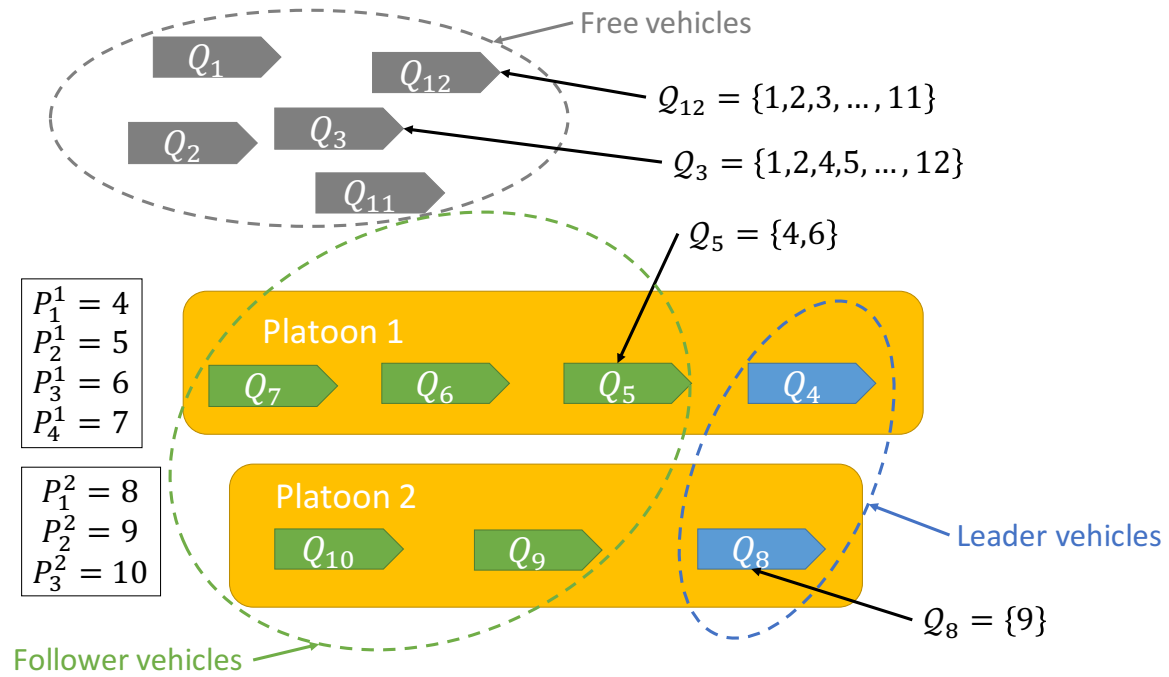 Free vehicles
Q₁
Q₁₂
𝒬₁₂ = {1,2,3, … , 11}
Q₂
Q₃
𝒬₃ = {1,2,4,5, … , 12}
Q₁₁
𝒬₅ = {4,6}
P₁¹ = 4
P₂¹ = 5
P₃¹ = 6
P₄¹ = 7
Platoon 1
Q₇
Q₆
Q₅
Q₄
P₁² = 8
P₂² = 9
P₃² = 10
Platoon 2
Q₁₀
Q₉
Q₈
Leader vehicles
𝒬₈ = {9}
Follower vehicles